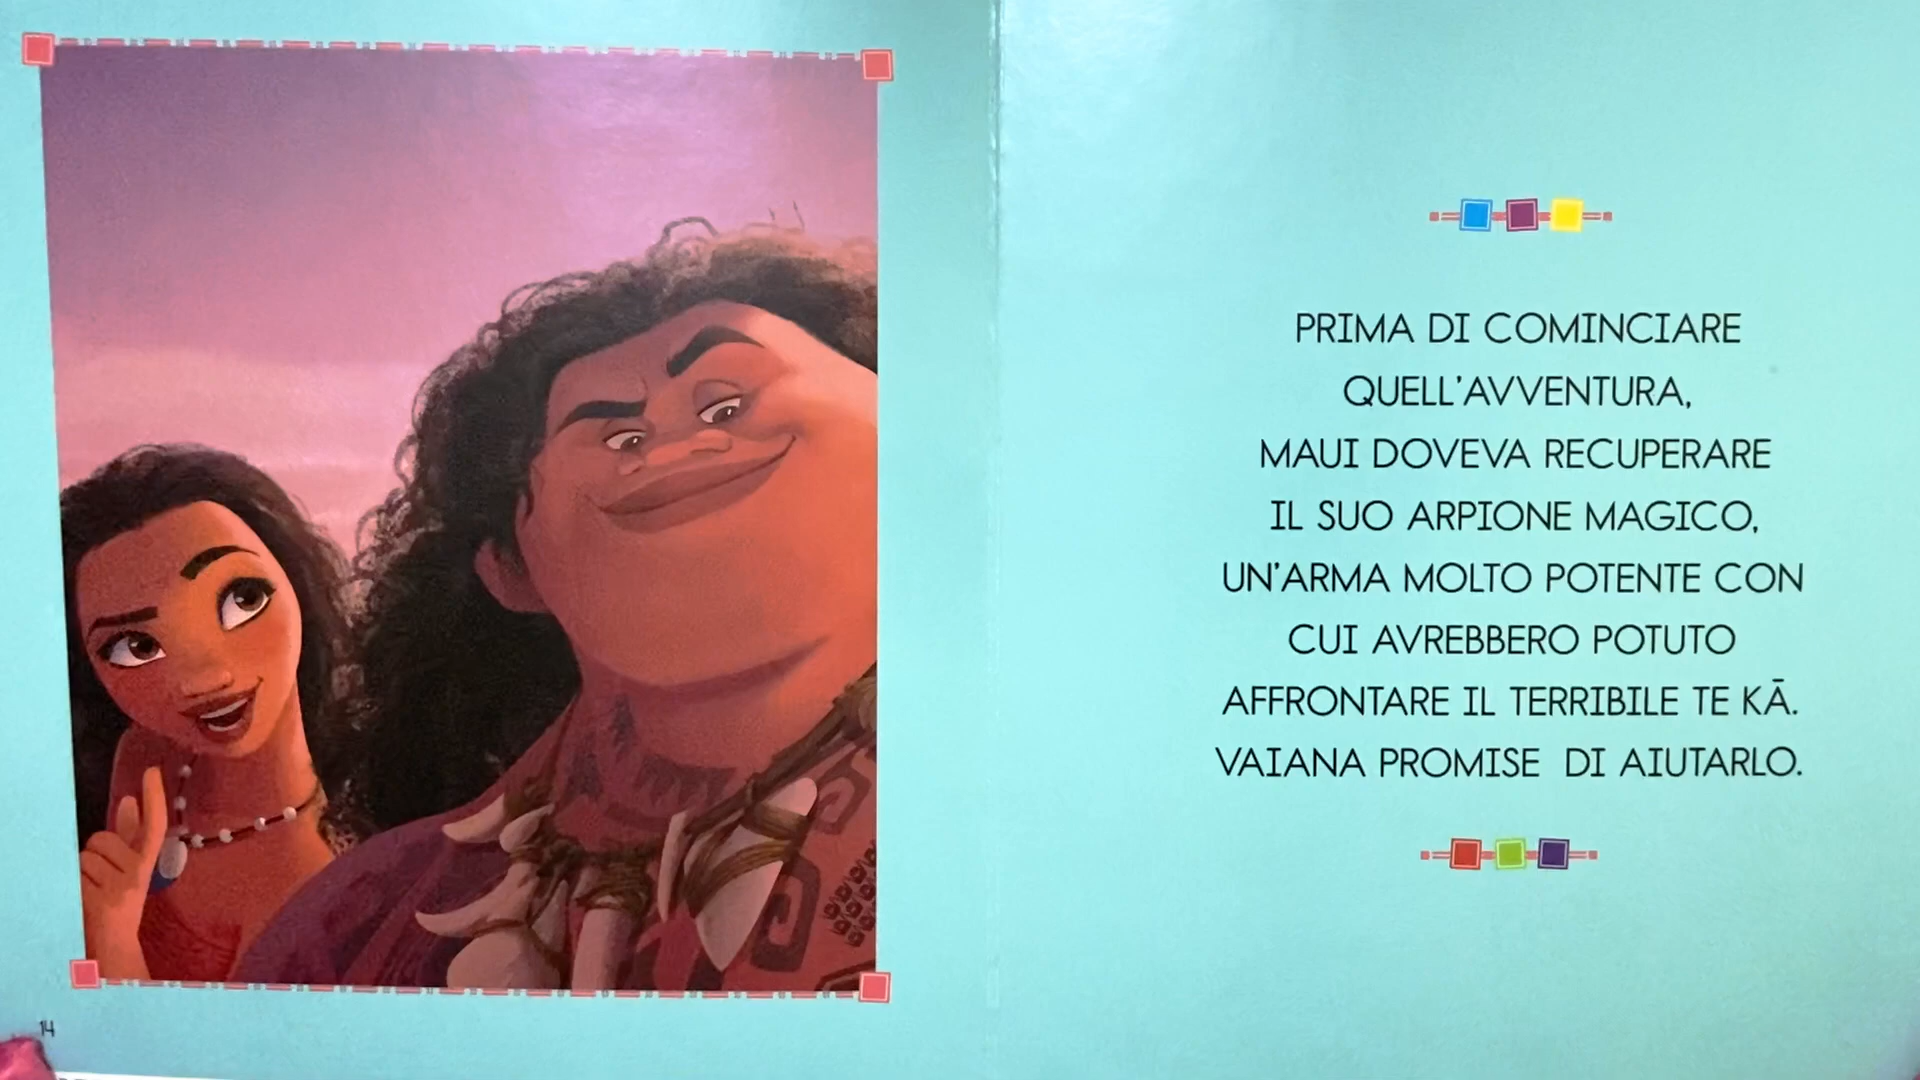 14
PRIMA DI COMINCIARE
QUELL'AVVENTURA,
MAUI DOVEVA RECUPERARE
IL SUO ARPIONE MAGICO,
UN'ARMA MOLTO POTENTE CON
CUI AVREBBERO POTUTO
AFFRONTARE IL TERRIBILE TE KĀ.
VAIANA PROMISE DI AIUTARLO.